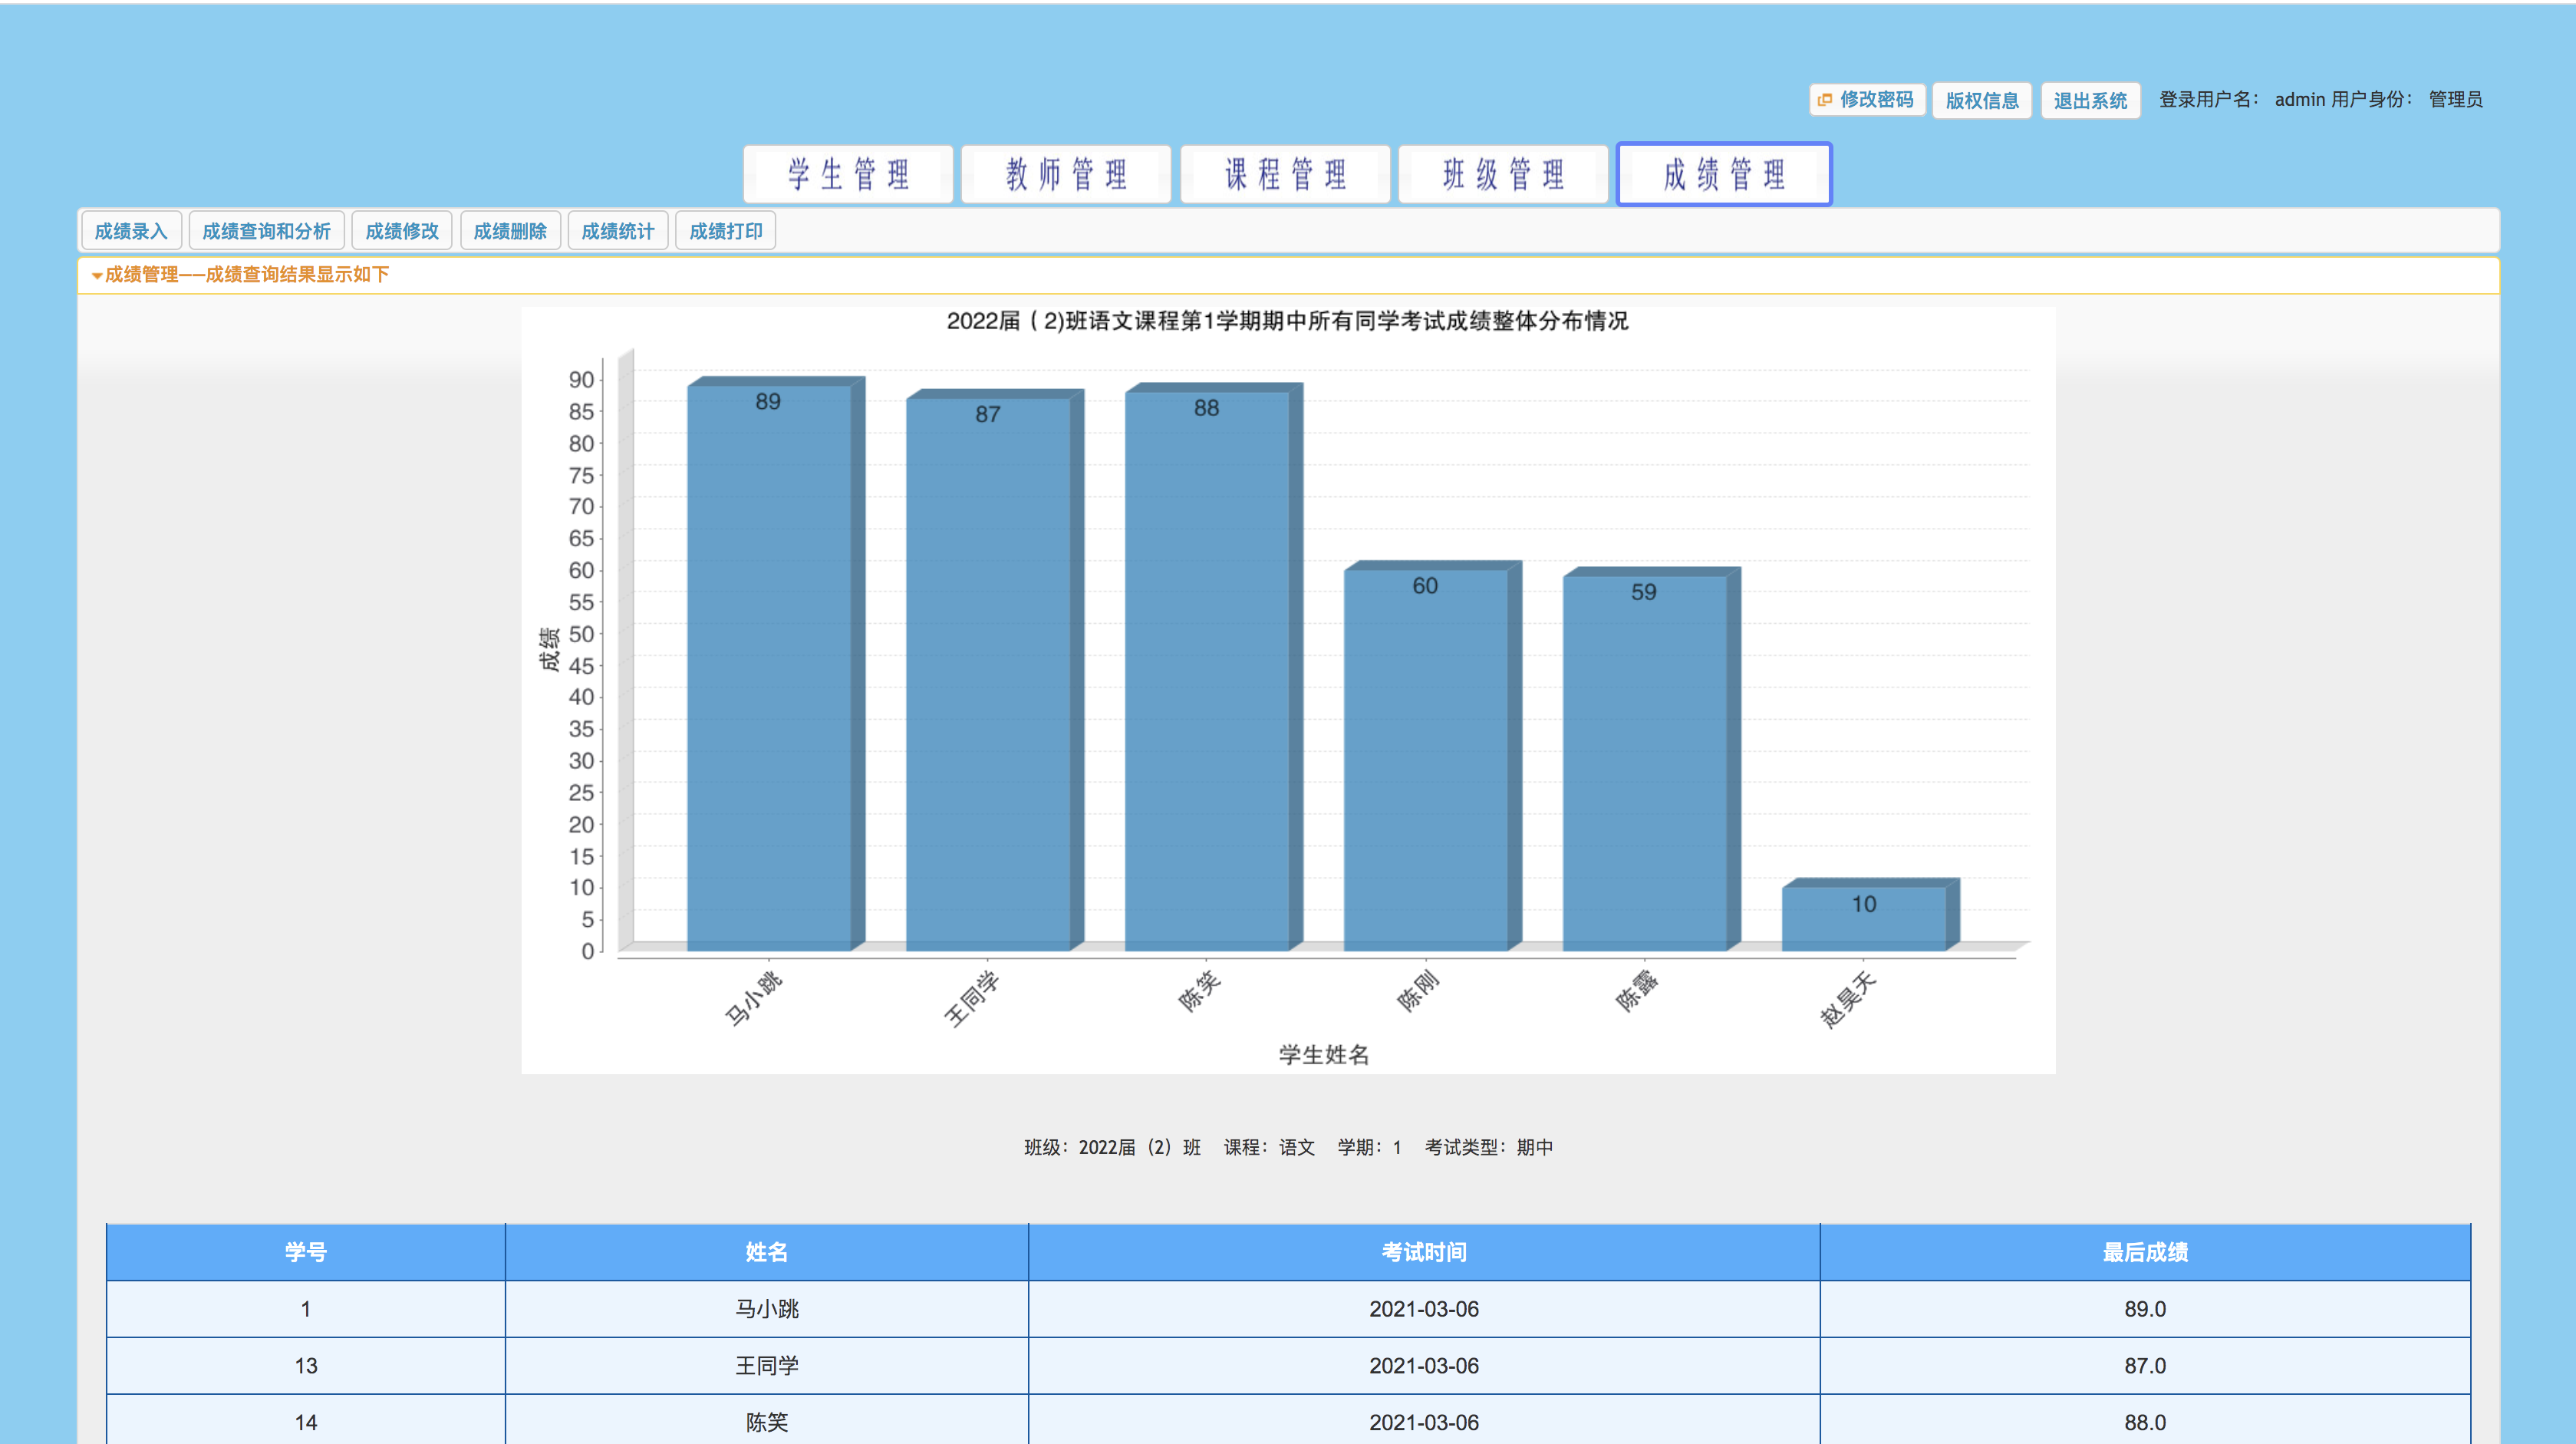 修改密码 版权信息 退出系统 登录用户名： admin 用户身份： 管理员
学生管理 教师管理 课程管理 班级管理 成绩管理
成绩录入 成绩查询和分析 成绩修改 成绩删除 成绩统计 成绩打印
成绩管理——成绩查询结果显示如下
2022届（2)班语文课程第1学期期中所有同学考试成绩整体分布情况
成绩
90
85
80
75
70
65
60
55
50
45
40
35
30
25
20
15
10
5
0
89 87 88 60 59 10
马小跳 王同学 陈笑 陈刚 陈露 赵昊天
学生姓名
班级：2022届（2）班 课程：语文 学期：1 考试类型：期中
学号 姓名 考试时间 最后成绩
1 马小跳 2021-03-06 89.0
13 王同学 2021-03-06 87.0
14 陈笑 2021-03-06 88.0